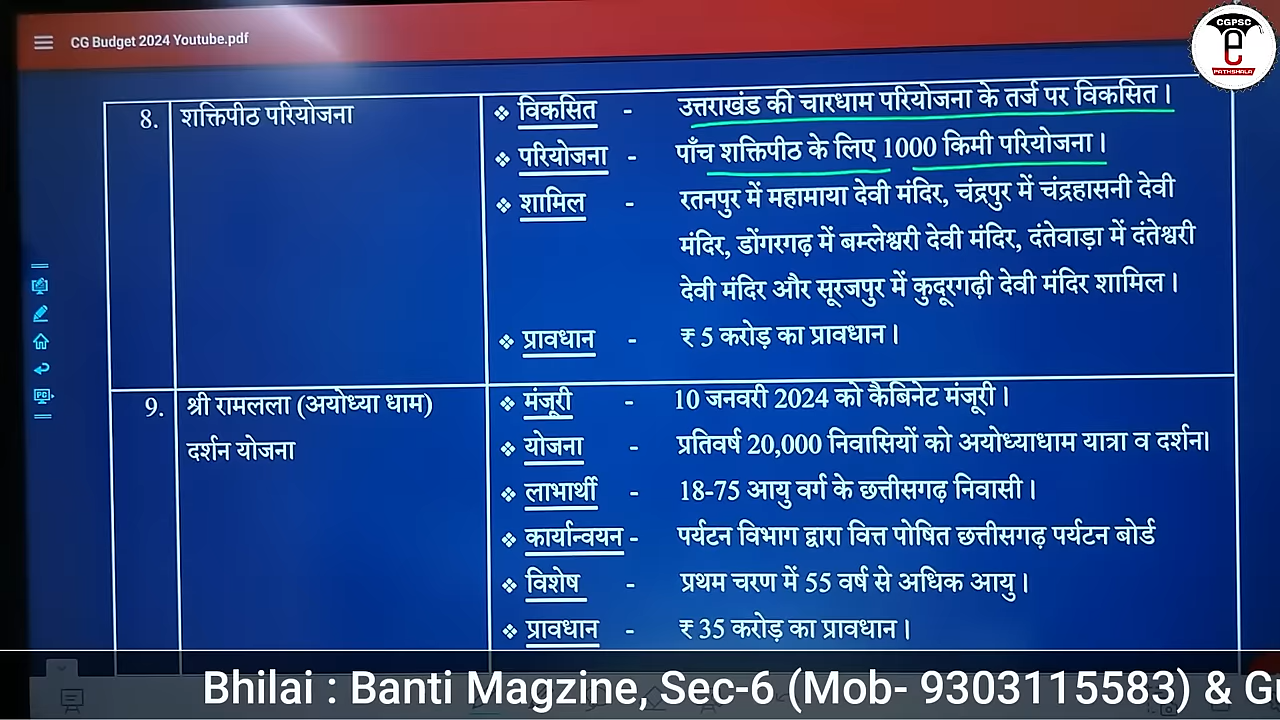 CG Budget 2024 Youtube.pdf
CGPSC
e
PATHSHALA
8. शक्तिपीठ परियोजना
❖ विकसित - उत्तराखंड की चारधाम परियोजना के तर्ज पर विकसित।
❖ परियोजना - पाँच शक्तिपीठ के लिए 1000 किमी परियोजना।
❖ शामिल - रतनपुर में महामाया देवी मंदिर, चंद्रपुर में चंद्रहासनी देवी
मंदिर, डोंगरगढ़ में बम्लेश्वरी देवी मंदिर, दंतेवाड़ा में दंतेश्वरी
देवी मंदिर और सूरजपुर में कुदूरगढ़ी देवी मंदिर शामिल।
❖ प्रावधान - ₹ 5 करोड़ का प्रावधान।
9. श्री रामलला (अयोध्या धाम)
दर्शन योजना
❖ मंजूरी - 10 जनवरी 2024 को कैबिनेट मंजूरी।
❖ योजना - प्रतिवर्ष 20,000 निवासियों को अयोध्याधाम यात्रा व दर्शन।
❖ लाभार्थी - 18-75 आयु वर्ग के छत्तीसगढ़ निवासी।
❖ कार्यान्वयन - पर्यटन विभाग द्वारा वित्त पोषित छत्तीसगढ़ पर्यटन बोर्ड
❖ विशेष - प्रथम चरण में 55 वर्ष से अधिक आयु।
❖ प्रावधान - ₹ 35 करोड़ का प्रावधान।
Bhilai : Banti Magzine, Sec-6 (Mob- 9303115583) &